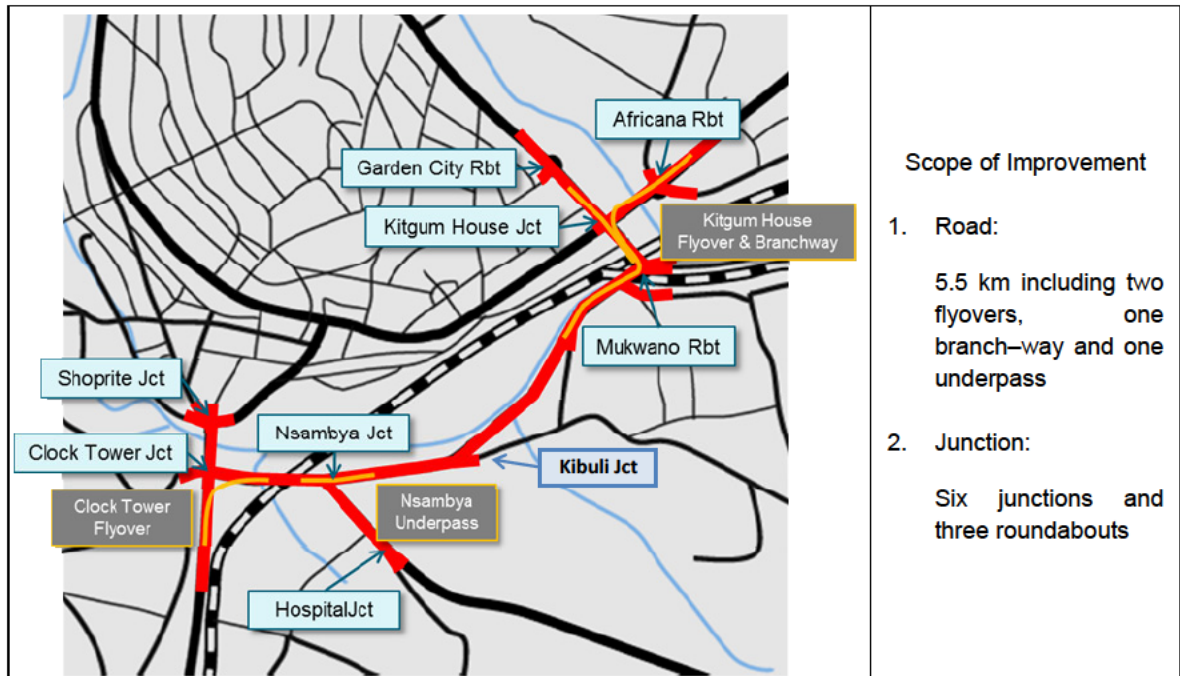 Africana Rbt
Garden City Rbt
Kitgum House Jct
Kitgum House
Flyover & Branchway
Mukwano Rbt
Shoprite Jct
Nsambya Jct
Clock Tower Jct
Kibuli Jct
Clock Tower
Flyover
Nsambya
Underpass
HospitalJct
Scope of Improvement
1. Road:
5.5 km including two
flyovers, one
branch–way and one
underpass
2. Junction:
Six junctions and
three roundabouts